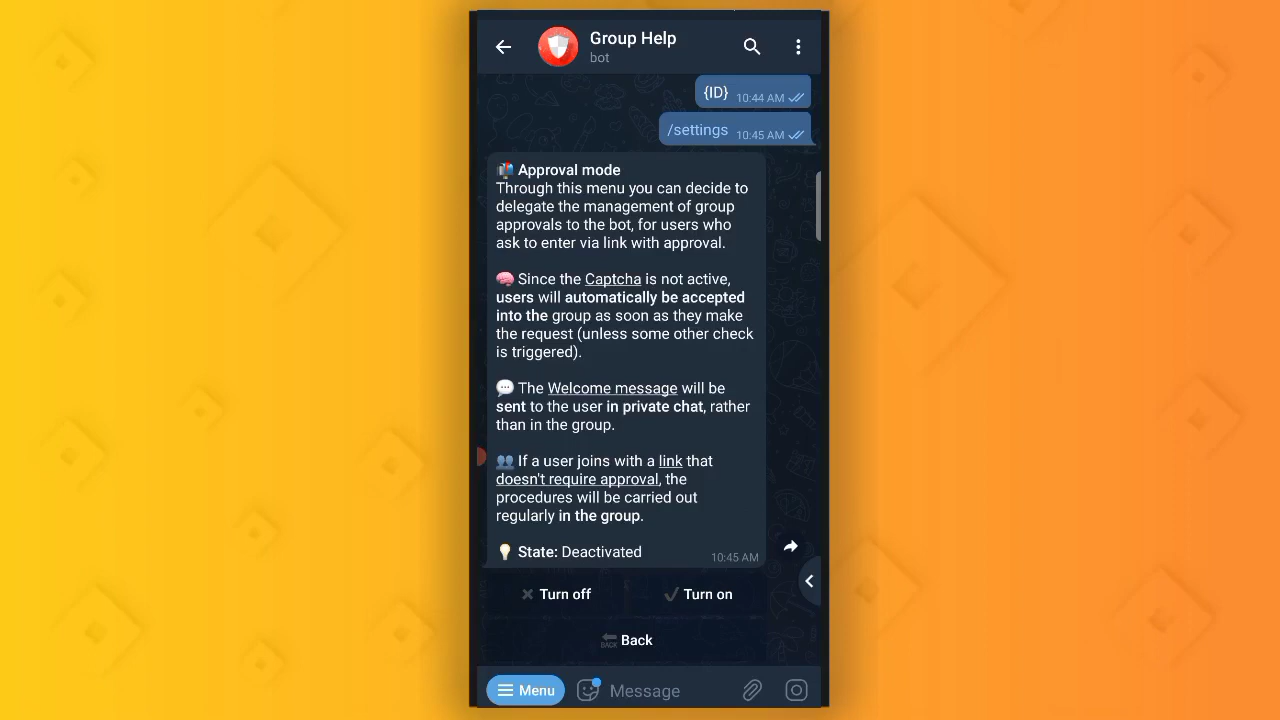 Group Help
bot
{ID} 10:44 AM
/settings 10:45 AM
Approval mode
Through this menu you can decide to
delegate the management of group
approvals to the bot, for users who
ask to enter via link with approval.
Since the Captcha is not active,
users will automatically be accepted
into the group as soon as they make
the request (unless some other check
is triggered).
The Welcome message will be
sent to the user in private chat, rather
than in the group.
If a user joins with a link that
doesn't require approval, the
procedures will be carried out
regularly in the group.
State: Deactivated 10:45 AM
Turn off Turn on
BACK Back
Menu Message